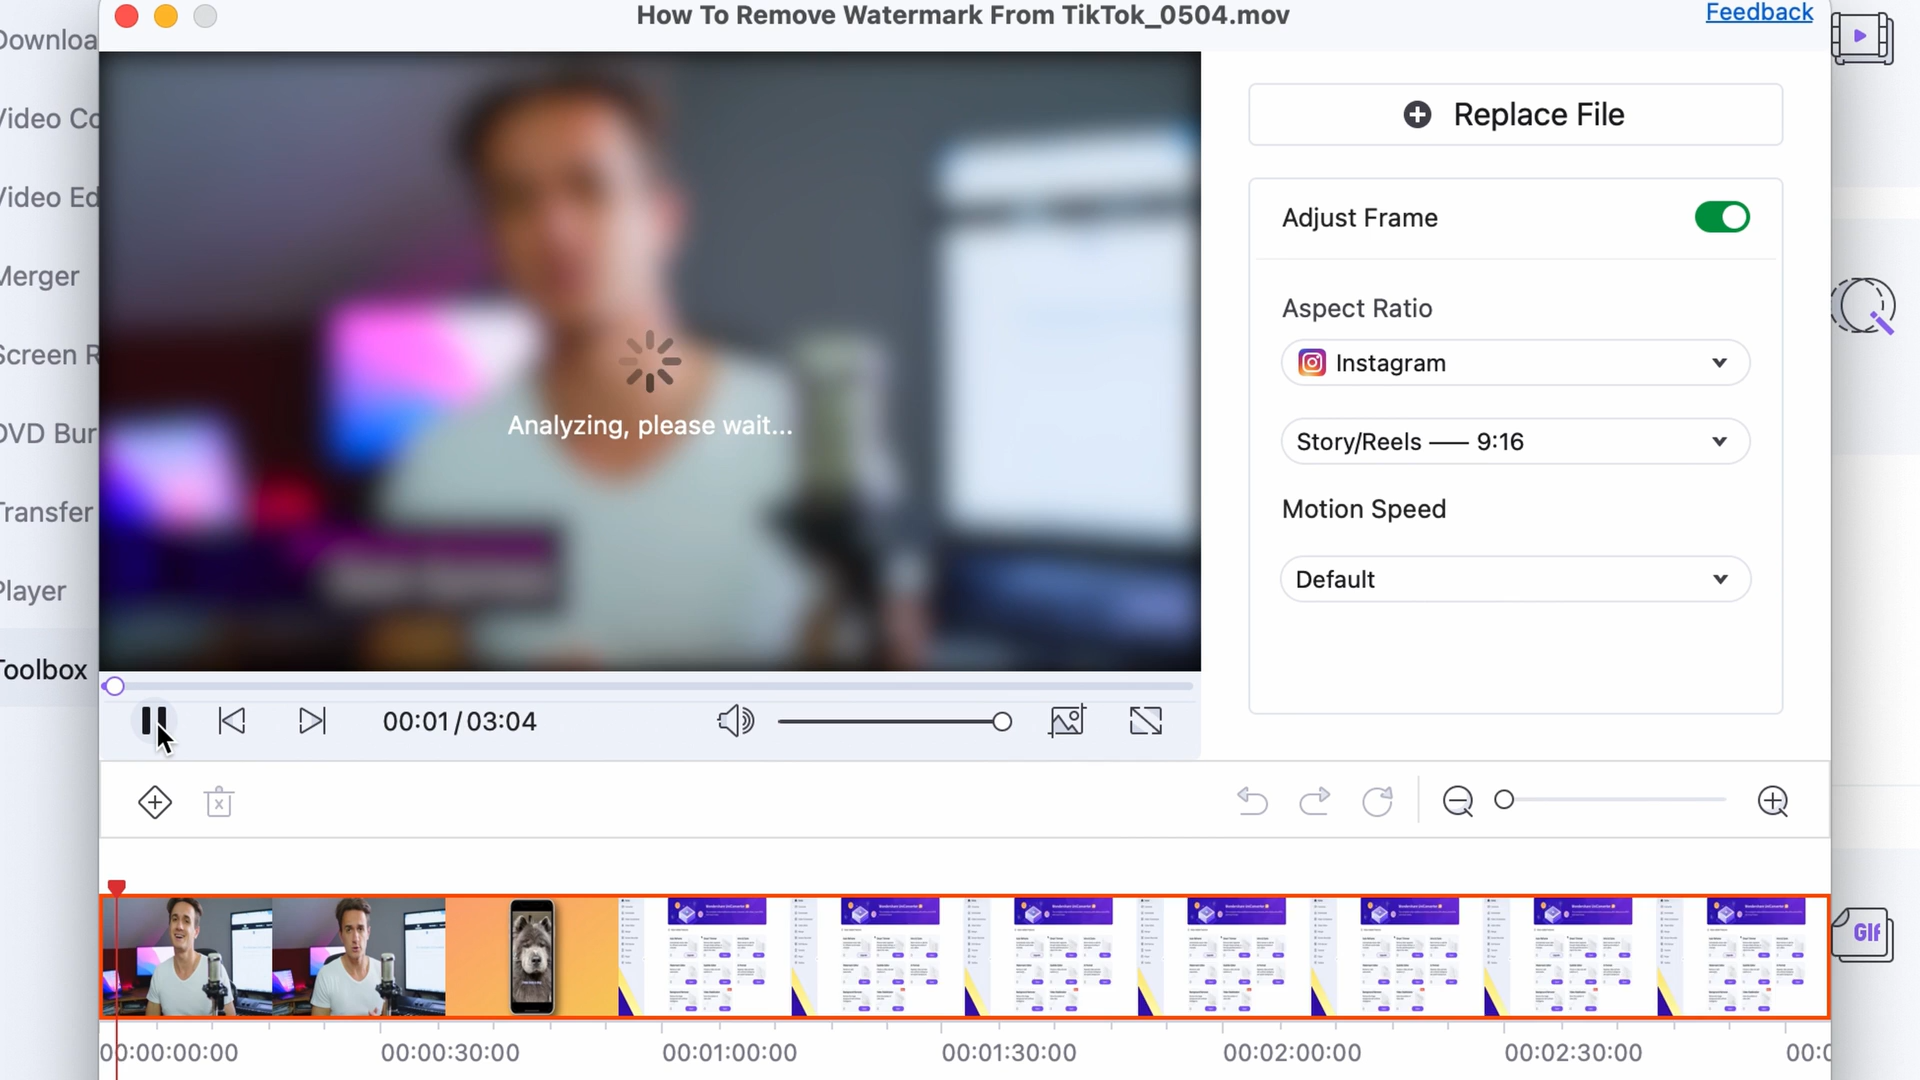 How To Remove Watermark From TikTok_0504.mov
Feedback
Downloa
Video Co
Video Ed
Merger
Screen R
DVD Bur
Transfer
Player
Toolbox
Replace File
Adjust Frame
Aspect Ratio
Instagram
Story/Reels —— 9:16
Motion Speed
Default
Analyzing, please wait...
00:01/03:04
GIF
00:00:00:00
00:00:30:00
00:01:00:00
00:01:30:00
00:02:00:00
00:02:30:00
00:0